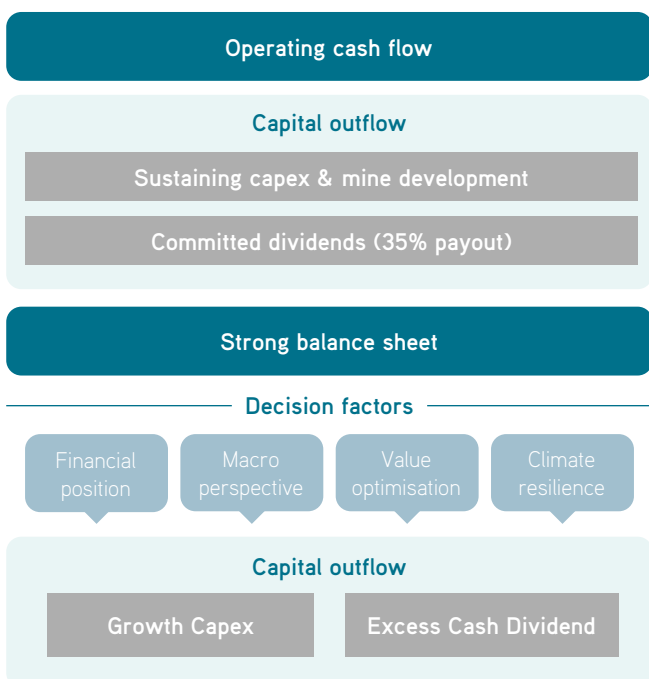 Operating cash flow
Capital outflow
Sustaining capex & mine development
Committed dividends (35% payout)
Strong balance sheet
Decision factors
Financial
position
Macro
perspective
Value
optimisation
Climate
resilience
Capital outflow
Growth Capex
Excess Cash Dividend